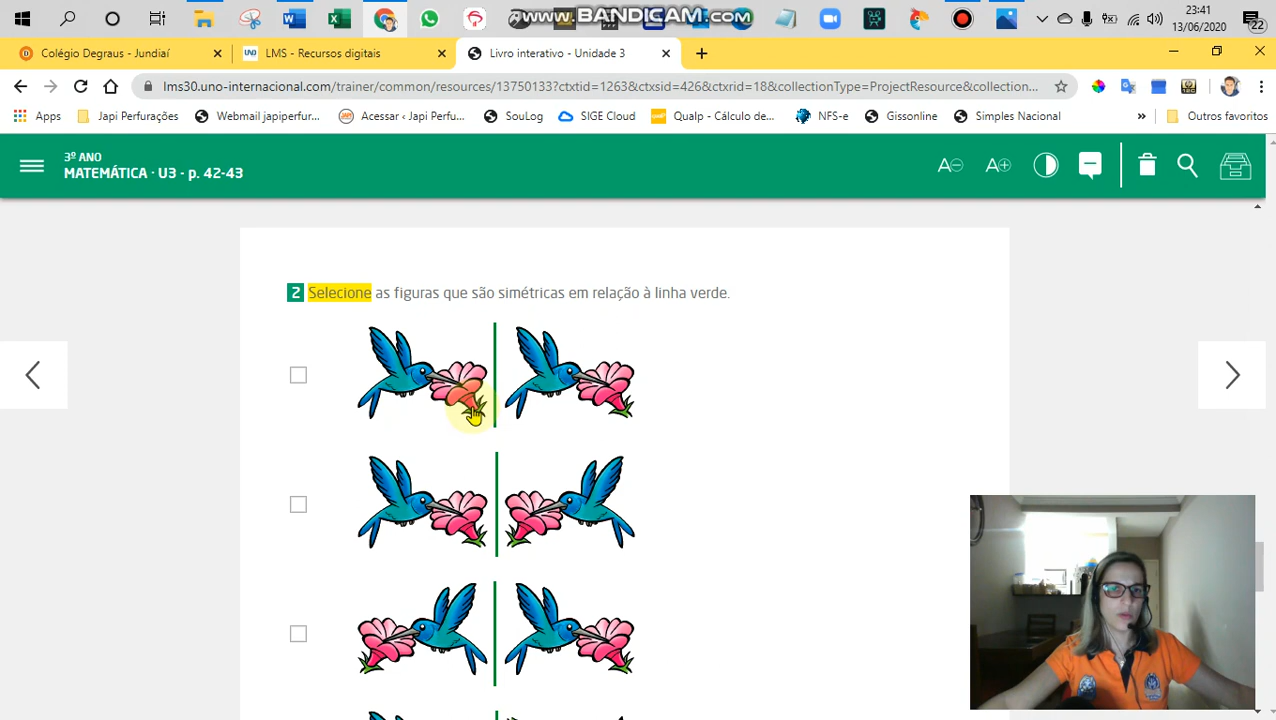 www.BANDICAM.com
23:41
13/06/2020
22
Colégio Degraus - Jundiaí
UNO
LMS - Recursos digitais
Livro interativo - Unidade 3
lms30.uno-internacional.com/trainer/common/resources/13750133?ctxtid=1263&ctxsid=426&ctxrid=18&collectionType=ProjectResource&collection...
Apps
Japi Perfurações
Webmail japiperfur...
Acessar ‹ Japi Perfu...
SouLog
SIGE Cloud
Qualp - Cálculo de...
NFS-e
Gissonline
Simples Nacional
»
Outros favoritos
3º ANO
MATEMÁTICA · U3 - p. 42-43
A
A
2 Selecione as figuras que são simétricas em relação à linha verde.